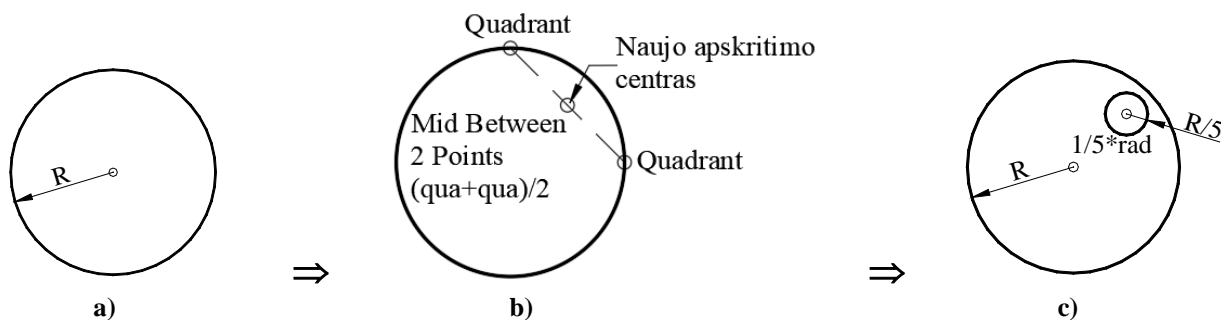 R
a)
⇒
Quadrant
Naujo apskritimo
centras
Mid Between
2 Points
(qua+qua)/2
Quadrant
b)
⇒
R/5
1/5*rad
R
c)